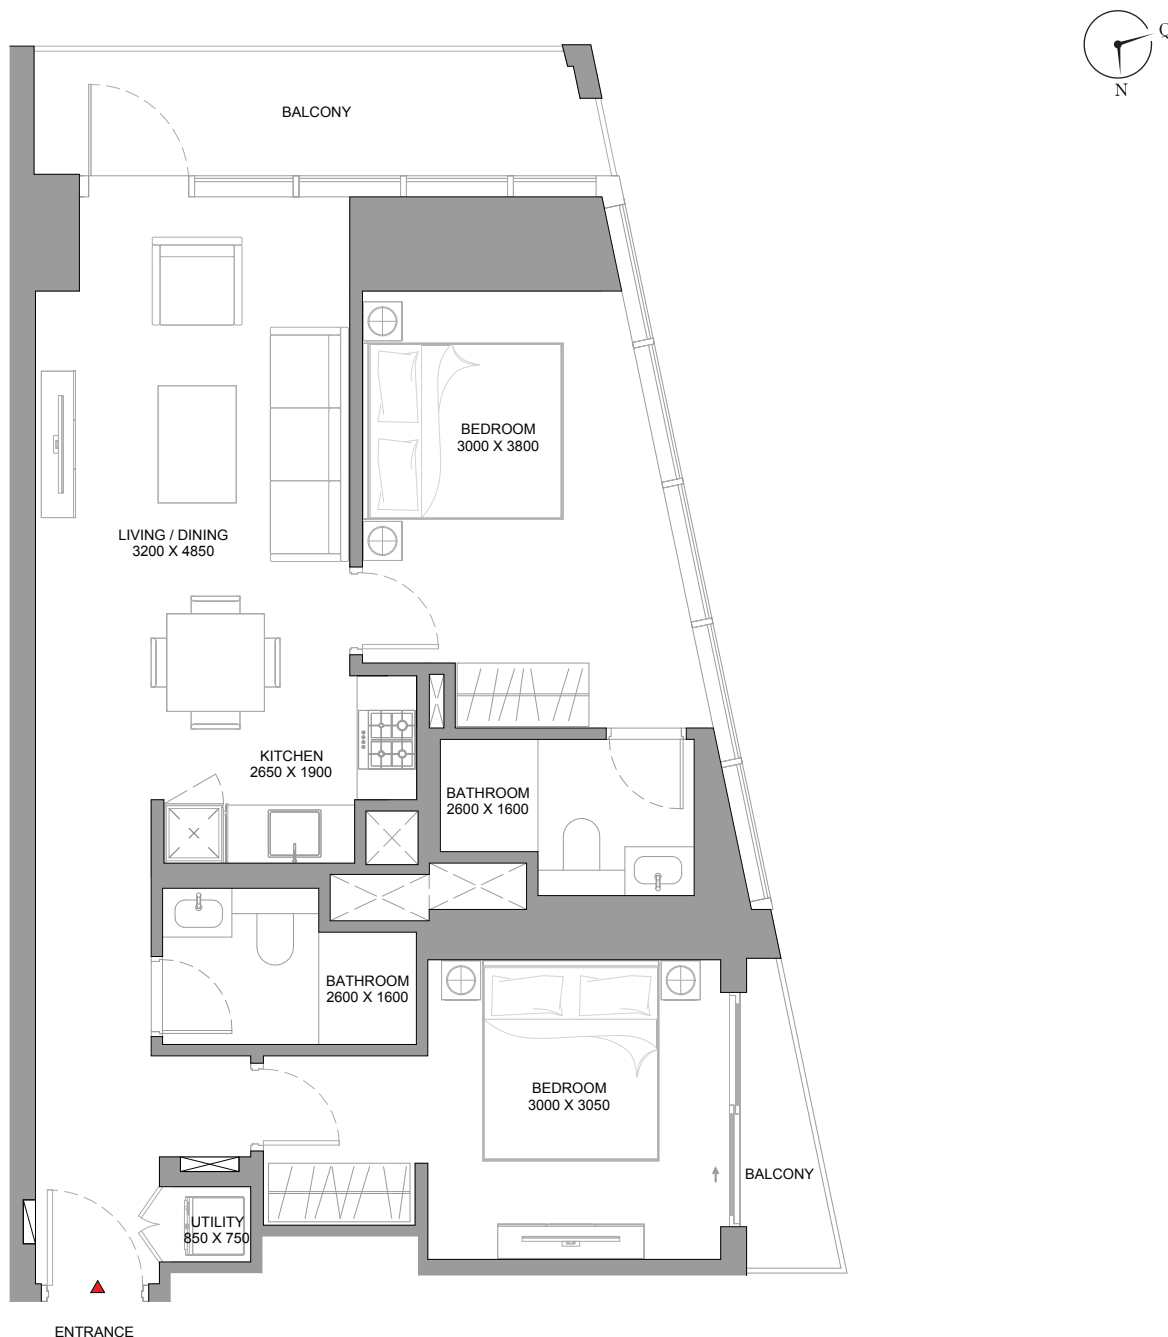 Q
N
BALCONY
BEDROOM
3000 X 3800
LIVING / DINING
3200 X 4850
KITCHEN
2650 X 1900
BATHROOM
2600 X 1600
BATHROOM
2600 X 1600
BEDROOM
3000 X 3050
BALCONY
UTILITY
850 X 750
ENTRANCE